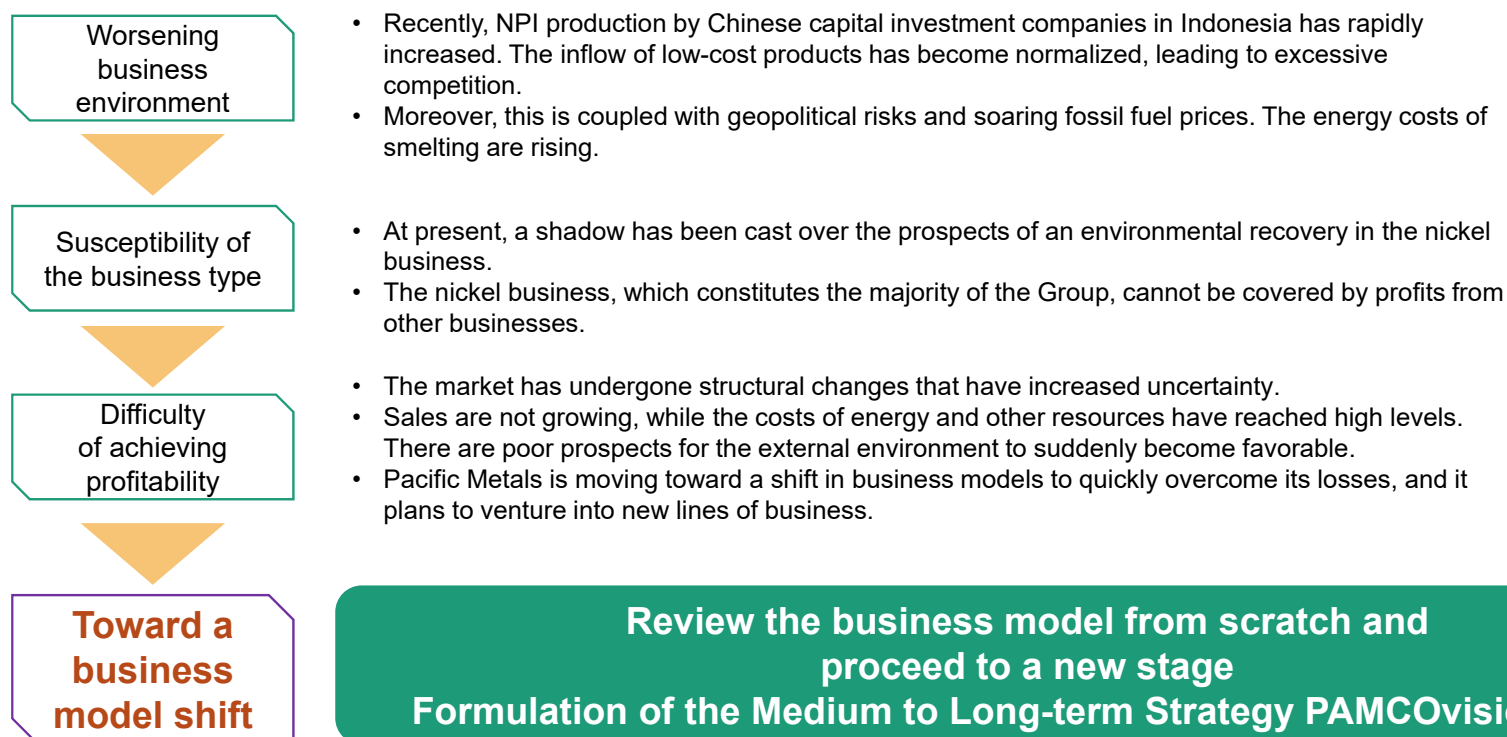 Worsening
business
environment
• Recently, NPI production by Chinese capital investment companies in Indonesia has rapidly
increased. The inflow of low-cost products has become normalized, leading to excessive
competition.
• Moreover, this is coupled with geopolitical risks and soaring fossil fuel prices. The energy costs of
smelting are rising.
Susceptibility of
the business type
• At present, a shadow has been cast over the prospects of an environmental recovery in the nickel
business.
• The nickel business, which constitutes the majority of the Group, cannot be covered by profits from
other businesses.
Difficulty
of achieving
profitability
• The market has undergone structural changes that have increased uncertainty.
• Sales are not growing, while the costs of energy and other resources have reached high levels.
There are poor prospects for the external environment to suddenly become favorable.
• Pacific Metals is moving toward a shift in business models to quickly overcome its losses, and it
plans to venture into new lines of business.
Toward a
business
model shift
Review the business model from scratch and
proceed to a new stage
Formulation of the Medium to Long-term Strategy